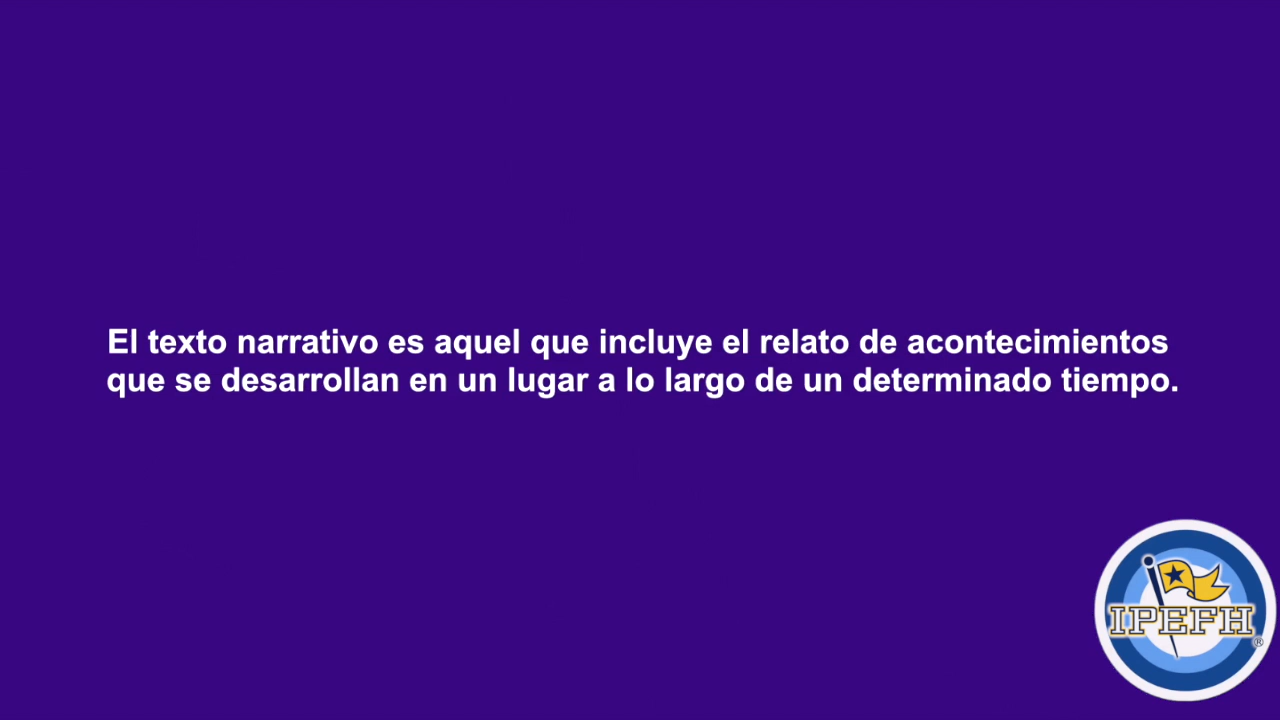 El texto narrativo es aquel que incluye el relato de acontecimientos
que se desarrollan en un lugar a lo largo de un determinado tiempo.
IPEFH
®